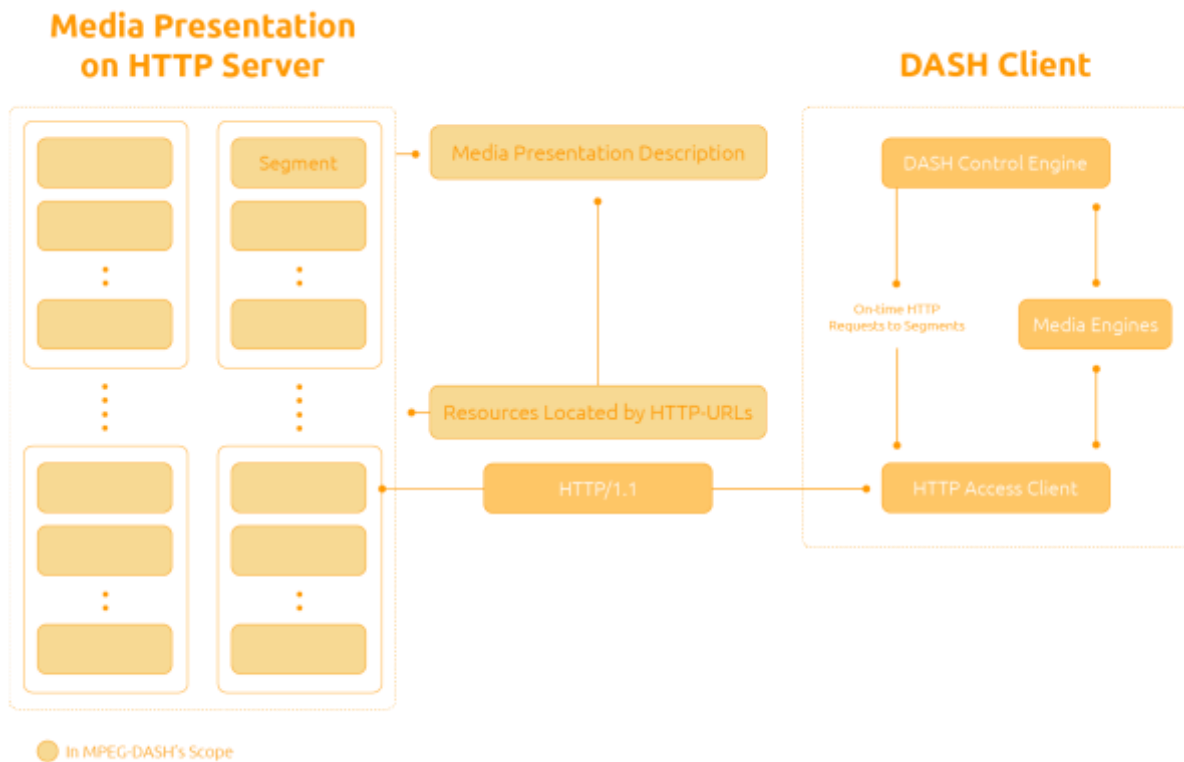 Media Presentation
on HTTP Server
DASH Client
Segment
Media Presentation Description
DASH Control Engine
On-time HTTP
Requests to Segments
Media Engines
Resources Located by HTTP-URLs
HTTP/1.1
HTTP Access Client
In MPEG-DASH's Scope